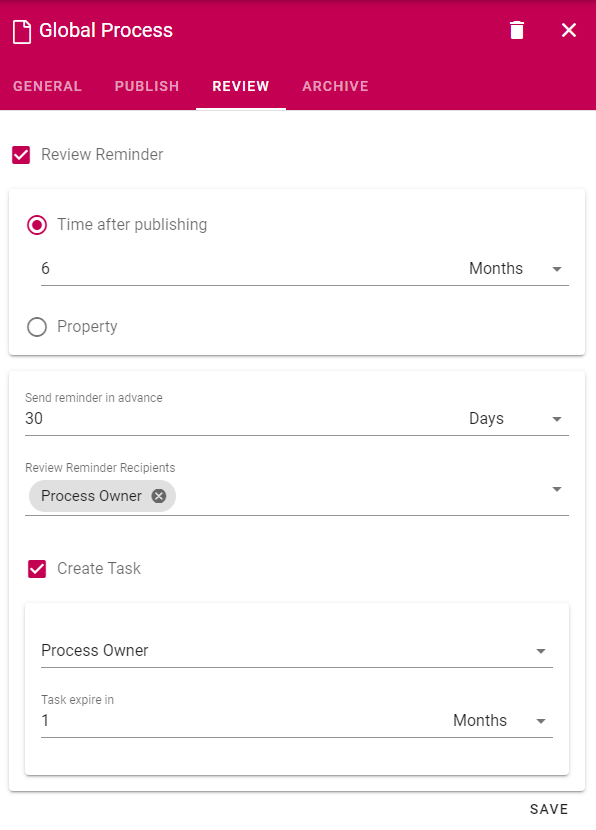 Global Process
GENERAL PUBLISH REVIEW ARCHIVE
Review Reminder
Time after publishing
6 Months
Property
Send reminder in advance
30 Days
Review Reminder Recipients
Process Owner
Create Task
Process Owner
Task expire in
1 Months
SAVE